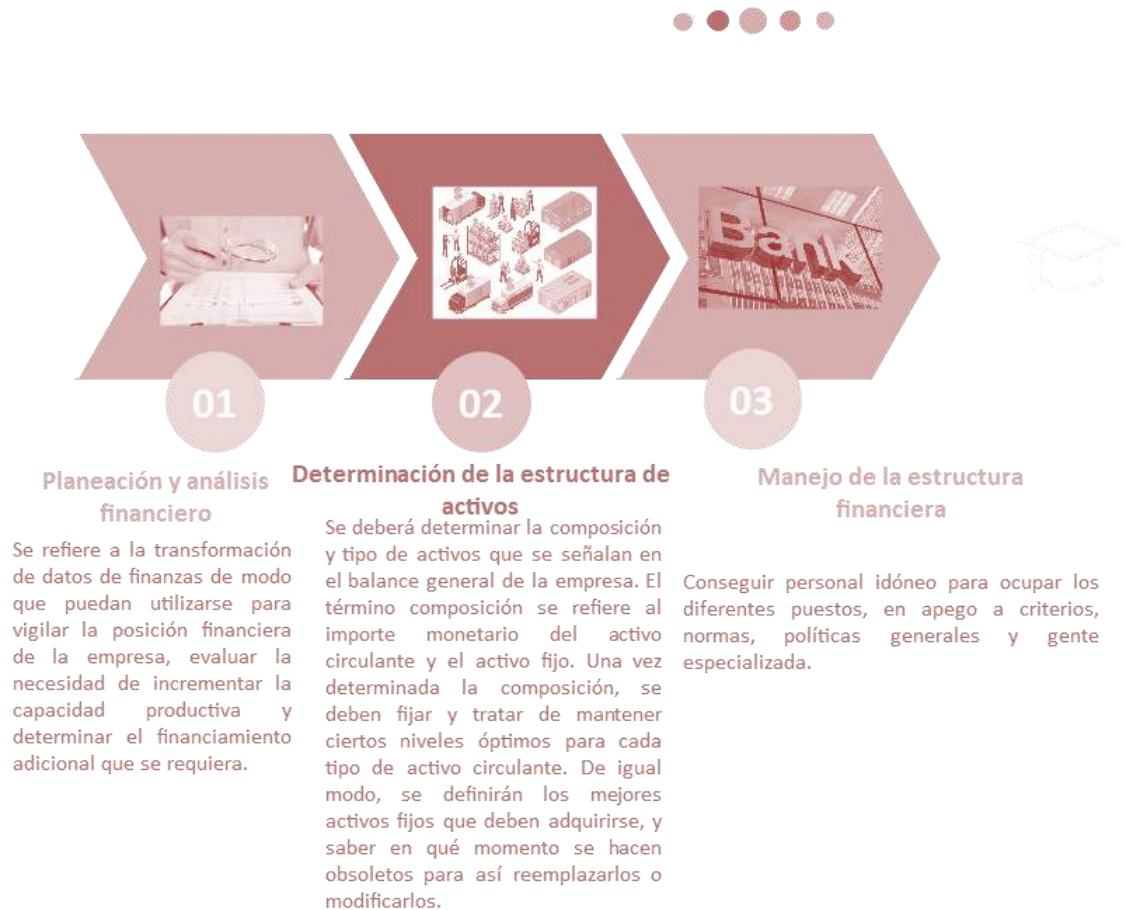 Bank
01
02
03
Planeación y análisis
financiero
Se refiere a la transformación
de datos de finanzas de modo
que puedan utilizarse para
vigilar la posición financiera
de la empresa, evaluar la
necesidad de incrementar la
capacidad productiva y
determinar el financiamiento
adicional que se requiera.
Determinación de la estructura de
activos
Se deberá determinar la composición
y tipo de activos que se señalan en
el balance general de la empresa. El
término composición se refiere al
importe monetario del activo
circulante y el activo fijo. Una vez
determinada la composición, se
deben fijar y tratar de mantener
ciertos niveles óptimos para cada
tipo de activo circulante. De igual
modo, se definirán los mejores
activos fijos que deben adquirirse, y
saber en qué momento se hacen
obsoletos para así reemplazarlos o
modificarlos.
Manejo de la estructura
financiera
Conseguir personal idóneo para ocupar los
diferentes puestos, en apego a criterios,
normas, políticas generales y gente
especializada.